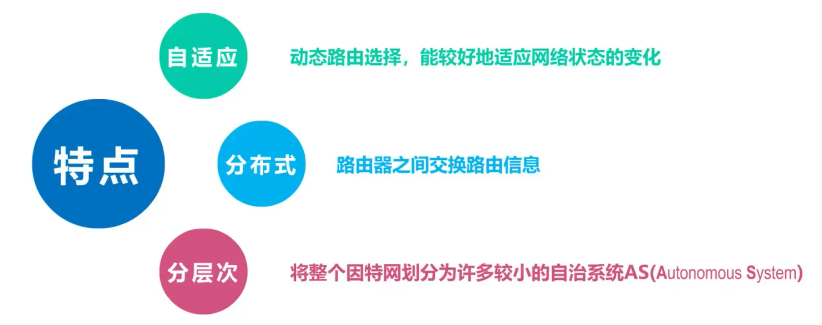 特点
自适应
动态路由选择，能较好地适应网络状态的变化
分布式
路由器之间交换路由信息
分层次
将整个因特网划分为许多较小的自治系统AS(Autonomous System)